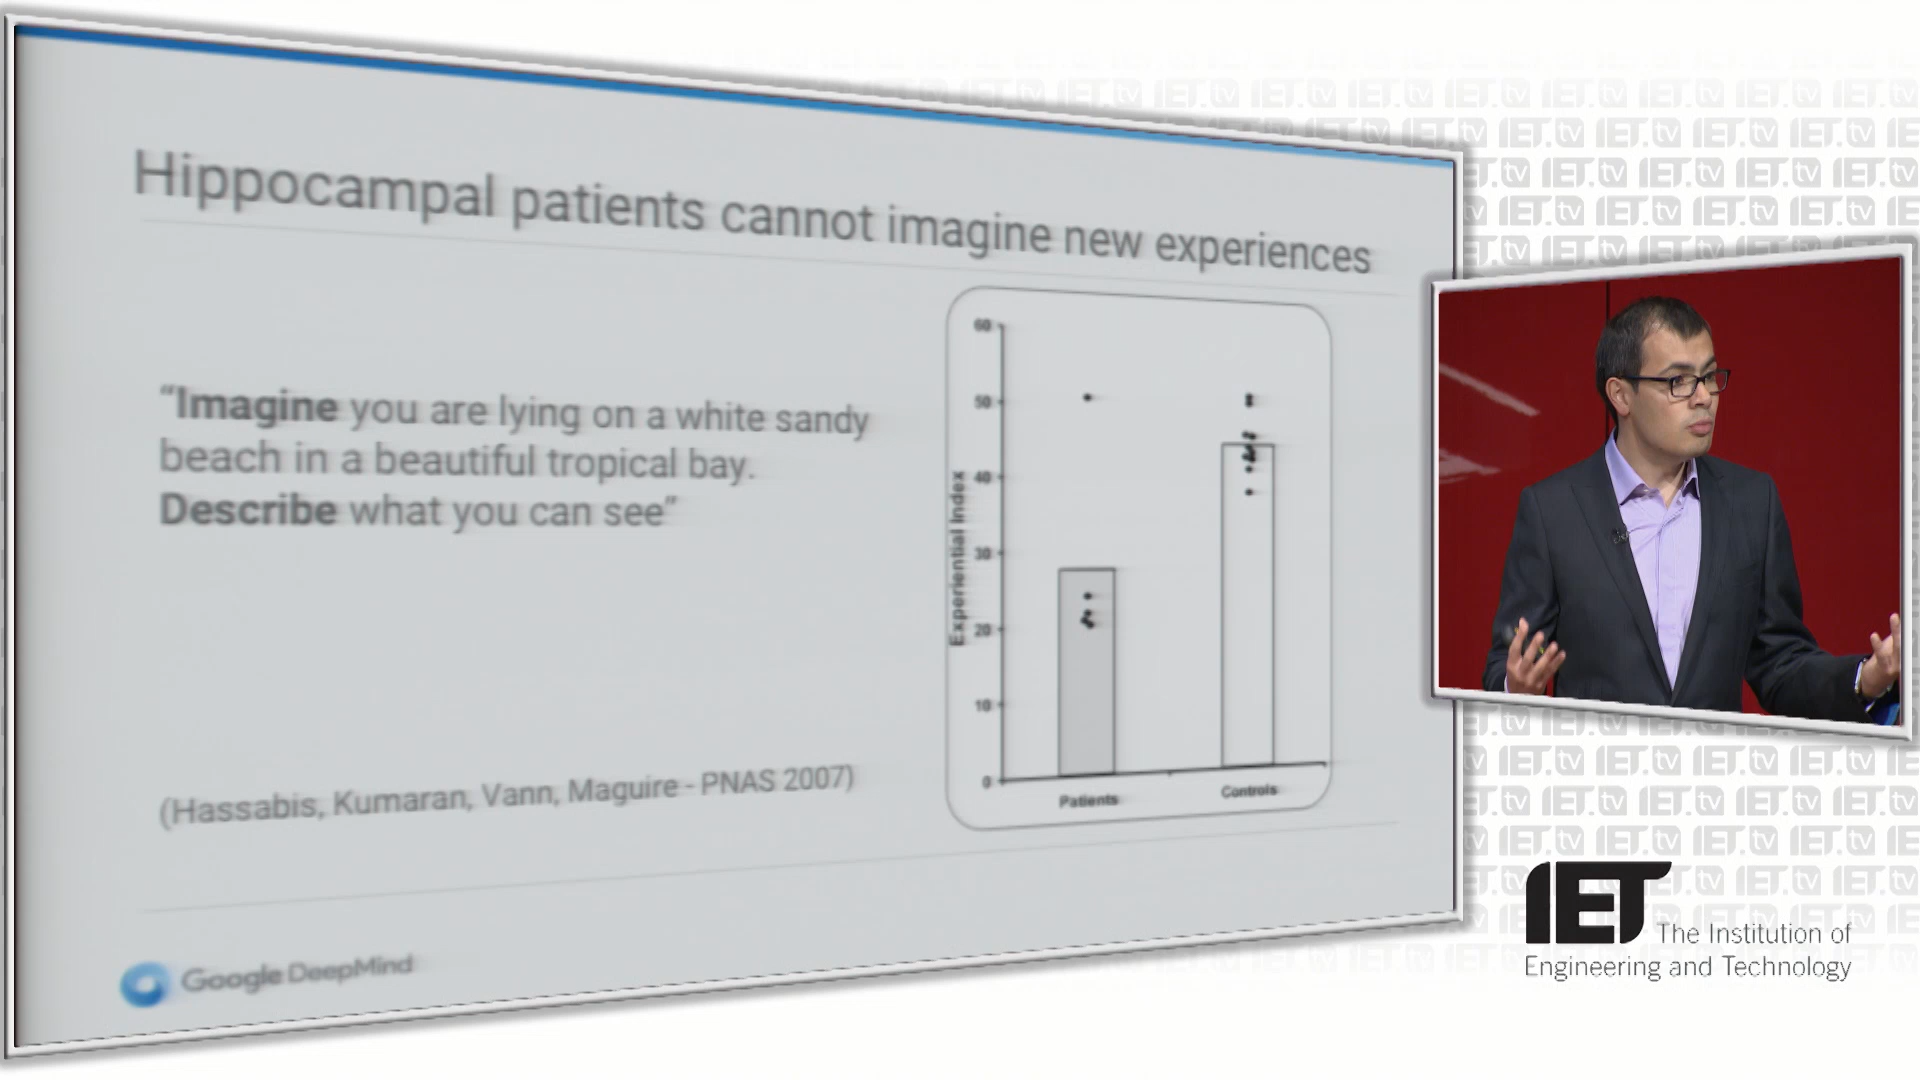 Hippocampal patients cannot imagine new experiences
“Imagine you are lying on a white sandy
beach in a beautiful tropical bay.
Describe what you can see”
(Hassabis, Kumaran, Vann, Maguire - PNAS 2007)
60
50
40
30
20
10
0
Experiential Index
Patients
Controls
Google DeepMind
IET.tv
IET
The Institution of
Engineering and Technology